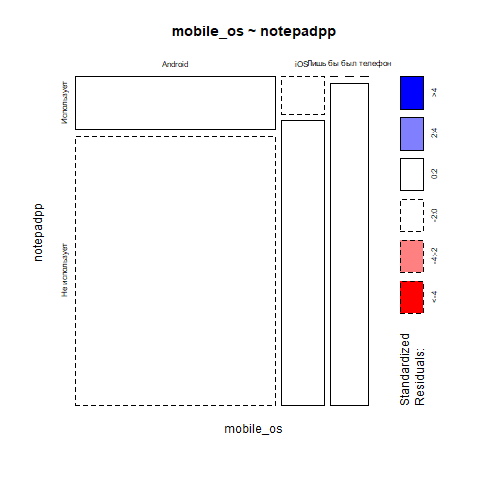 mobile_os ~ notepadpp
Android
iOS
Лишь бы был телефон
Использует
Не использует
notepadpp
mobile_os
>4
2:4
0:2
-2:0
-4:-2
<-4
Standardized
Residuals: